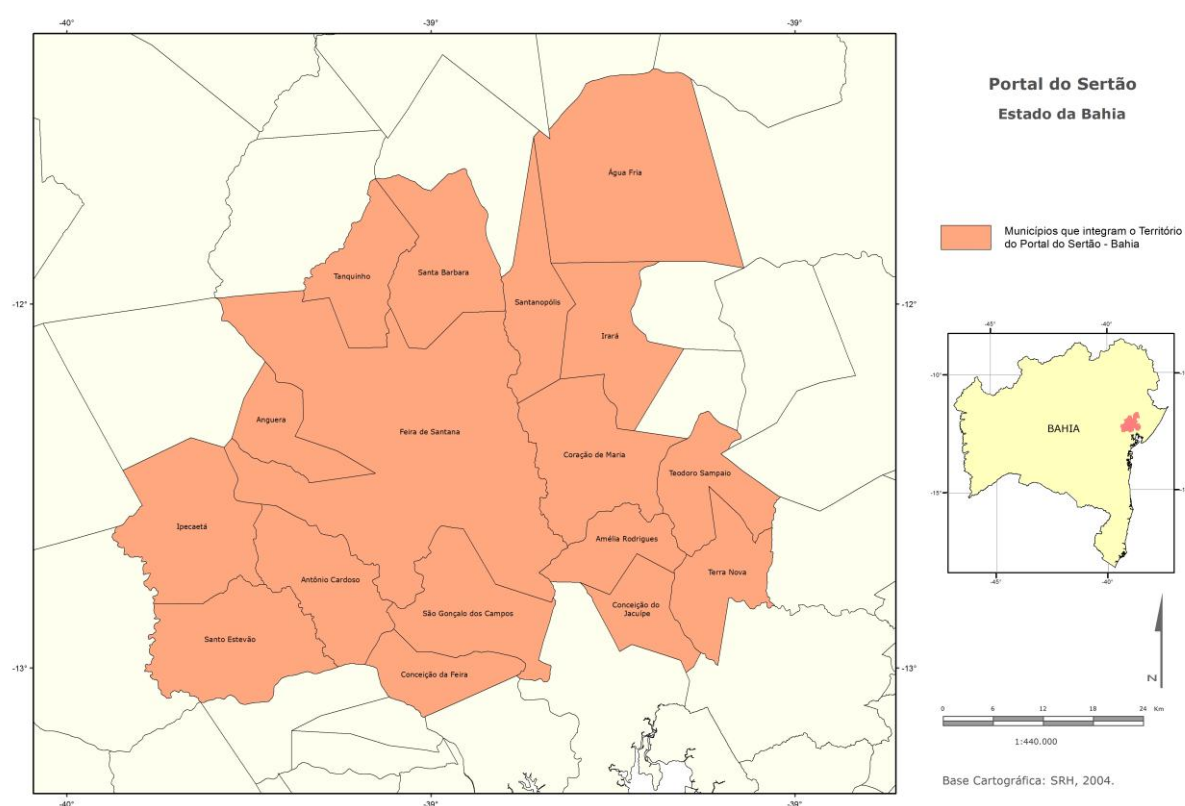 -40°
-39°
-39°
Portal do Sertão
Estado da Bahia
Municípios que integram o Território
do Portal do Sertão - Bahia
Água Fria
Tanquinho
Santa Barbara
Santanopólis
Irará
-12°
-12°
Anguera
Feira de Santana
Coração de Maria
Teodoro Sampaio
Ipecaetá
Amélia Rodrigues
Antônio Cardoso
Terra Nova
São Gonçalo dos Campos
Conceição do
Jacuípe
Santo Estevão
Conceição da Feira
-13°
-13°
-40°
-39°
-39°
-45°
-40°
-10°
-1
BAHIA
-15°
-1
-45°
-40°
N
0 6 12 18 24 Km
1:440.000
Base Cartográfica: SRH, 2004.